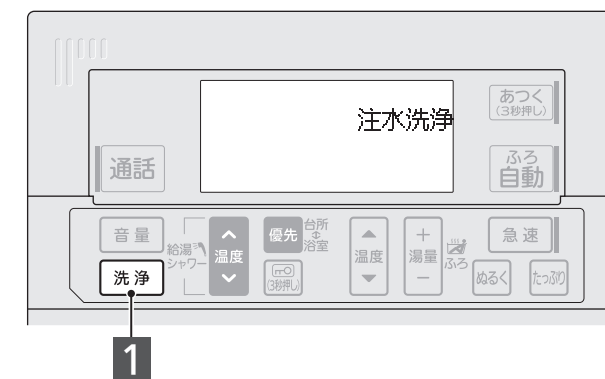 注水洗浄
あつく
(3秒押し)
通話
ふろ
自動
音量
給湯
シャワー
温度
優先
台所
浴室
(3秒押し)
温度
湯量
ふろ
急速
洗浄
ぬるく
たっぷり
1